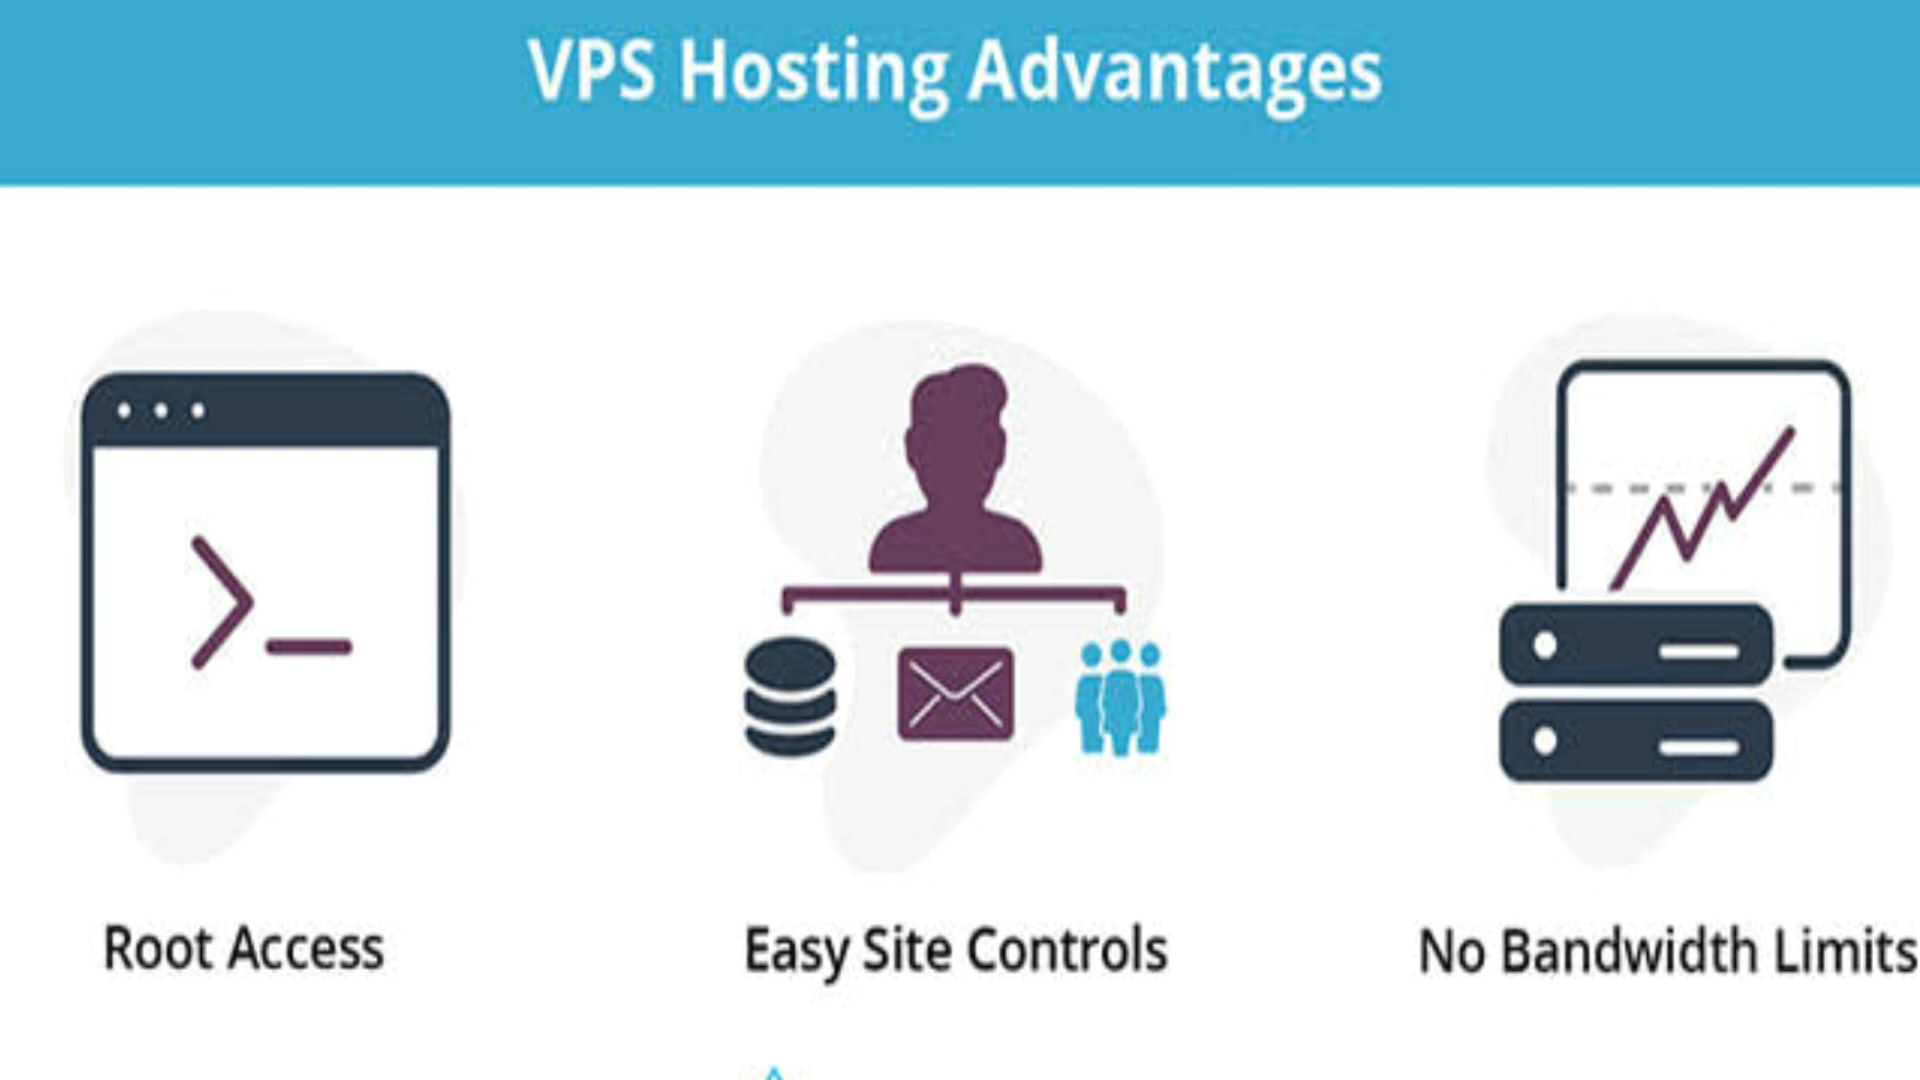 VPS Hosting Advantages
Root Access
Easy Site Controls
No Bandwidth Limits